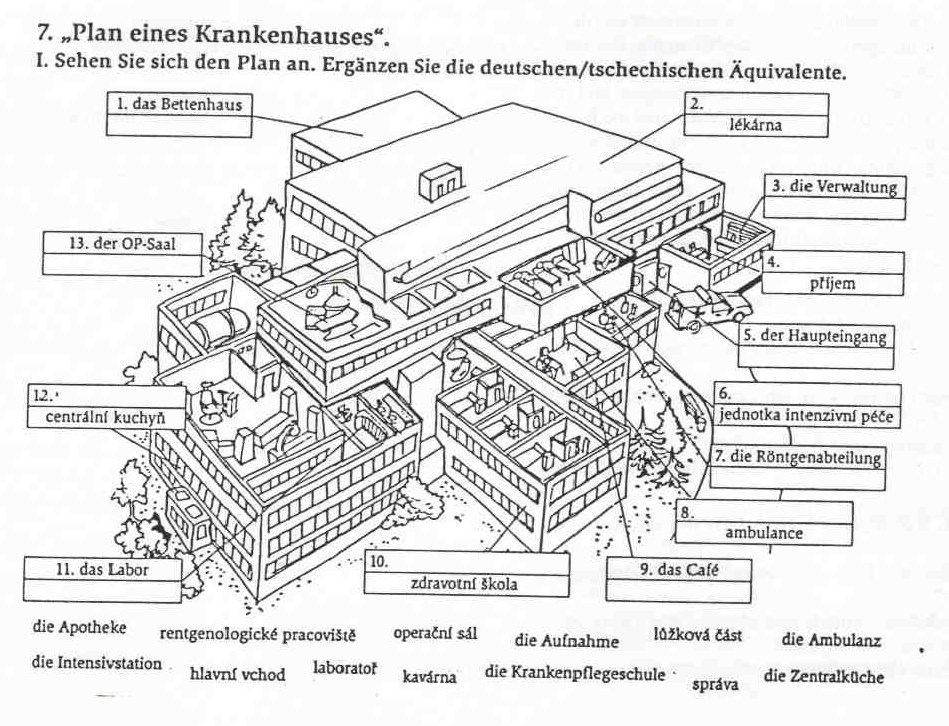 7. „Plan eines Krankenhauses“.
I. Sehen Sie sich den Plan an. Ergänzen Sie die deutschen/tschechischen Äquivalente.
1. das Bettenhaus
2.
lékárna
3. die Verwaltung
13. der OP-Saal
4.
příjem
5. der Haupteingang
12.
centrální kuchyň
6.
jednotka intenzivní péče
7. die Röntgenabteilung
8.
ambulance
11. das Labor
10.
zdravotní škola
9. das Café
die Apotheke rentgenologické pracoviště operační sál die Aufnahme lůžková část die Ambulanz
die Intensivstation hlavní vchod laboratoř kavárna die Krankenpflegeschule správa die Zentralküche